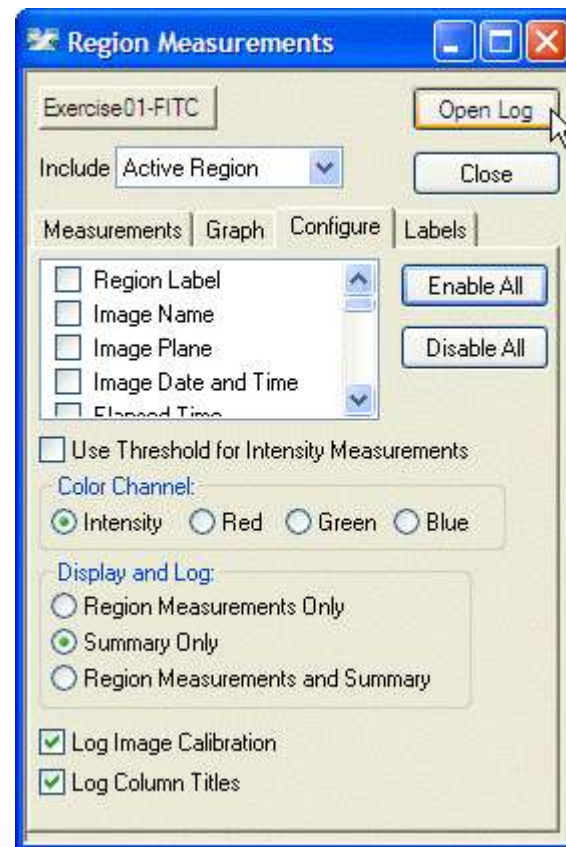 Region Measurements
Exercise01-FITC
Open Log
Include Active Region
Close
Measurements Graph Configure Labels
Region Label
Enable All
Image Name
Image Plane
Disable All
Image Date and Time
Elapsed Time
Use Threshold for Intensity Measurements
Color Channel:
Intensity Red Green Blue
Display and Log:
Region Measurements Only
Summary Only
Region Measurements and Summary
Log Image Calibration
Log Column Titles